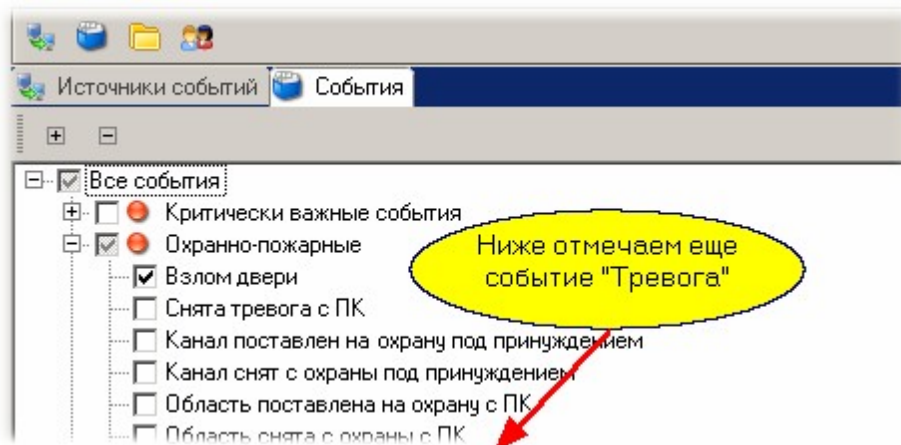 Источники событий События
Все события
Критически важные события
Охранно-пожарные
Ниже отмечаем еще
событие "Тревога"
Взлом двери
Снята тревога с ПК
Канал поставлен на охрану под принуждением
Канал снят с охраны под принуждением
Область поставлена на охрану с ПК
Область снята с охраны с ПК